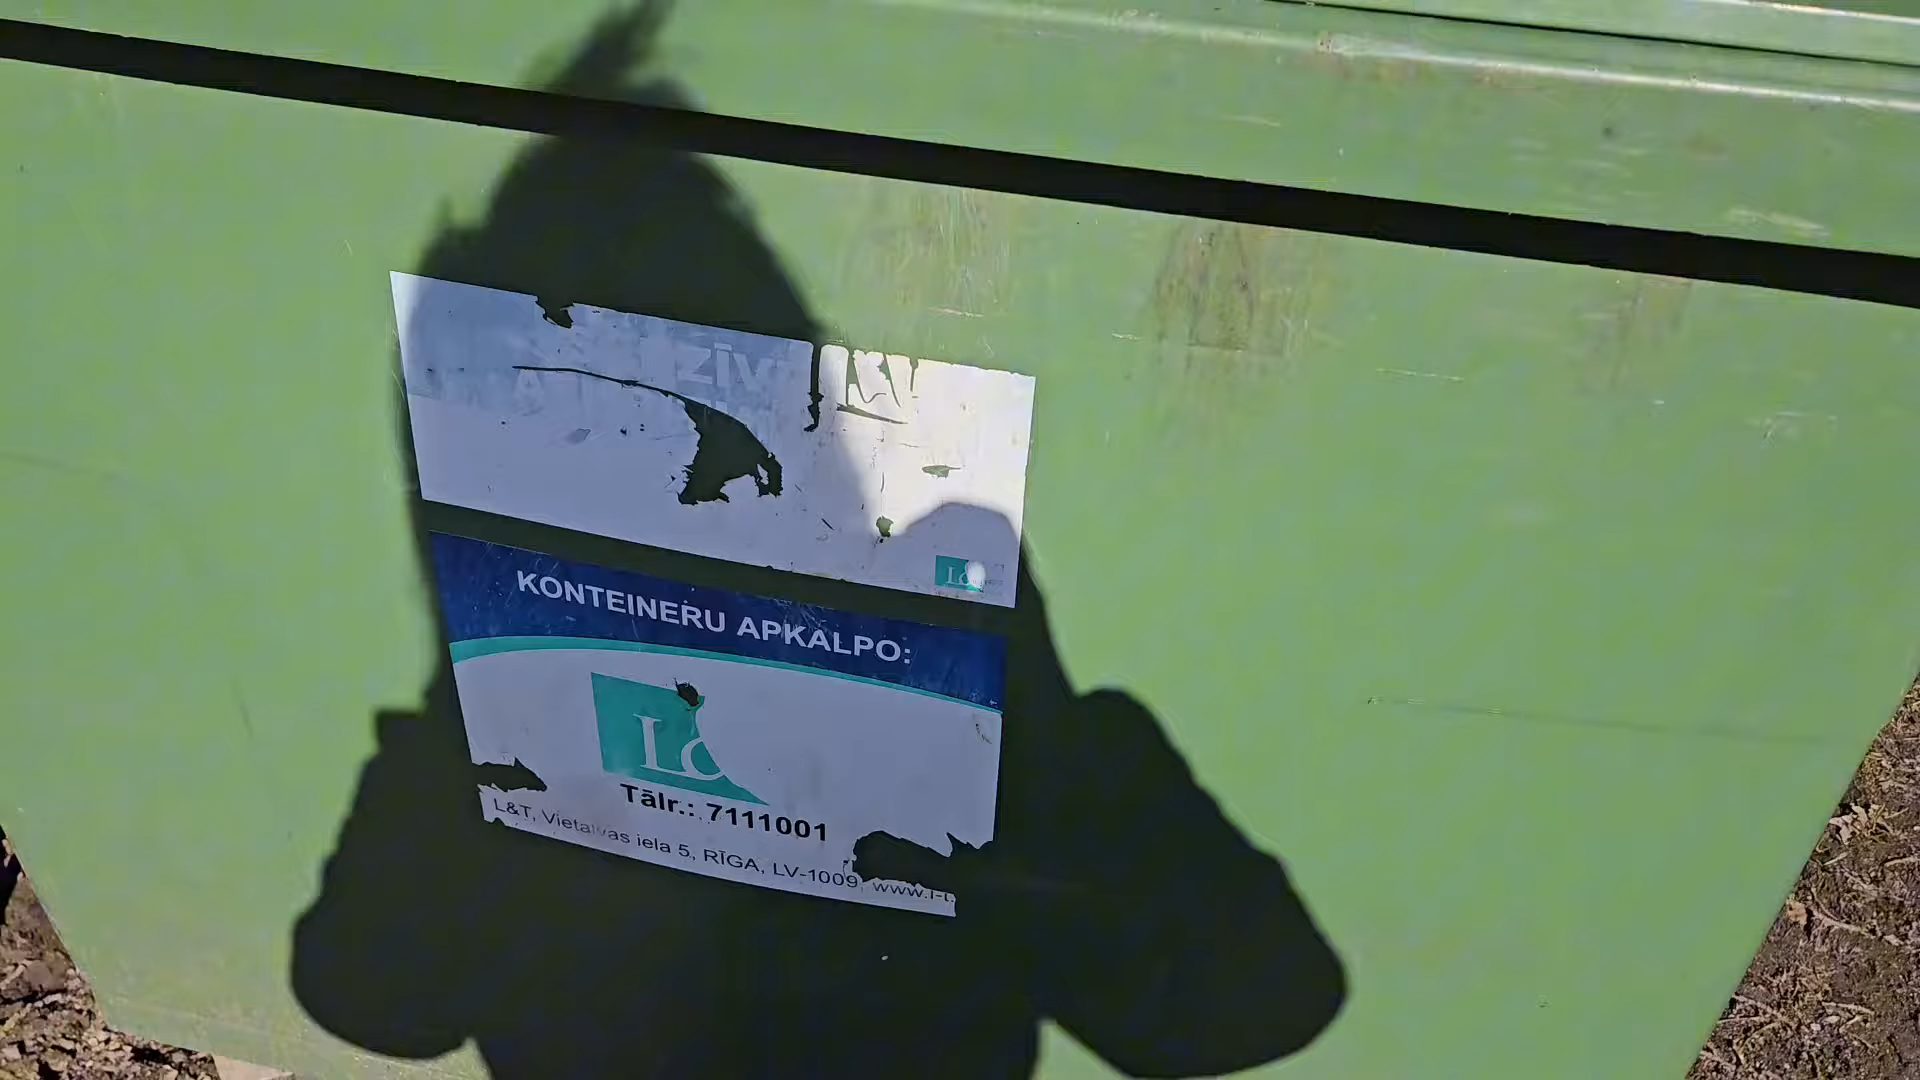 KONTEINERU APKALPO:
L&
Tālr.: 7111001
L&T, Vietalvas iela 5, RĪGA, LV-1009, www.l-t.